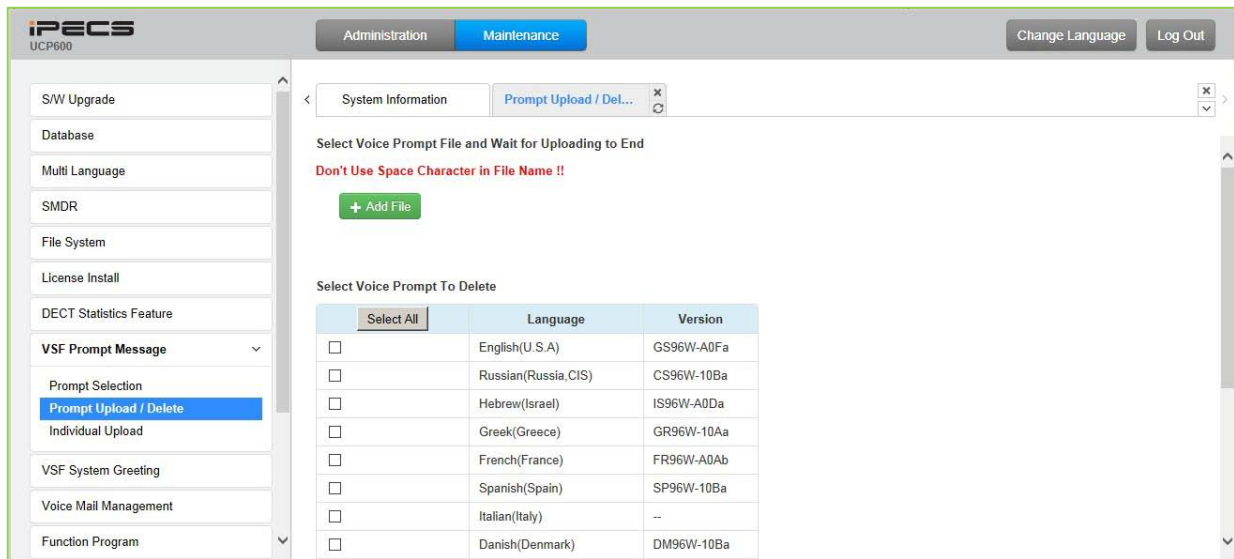 iPECS
UCP600
Administration Maintenance Change Language Log Out
S/W Upgrade
Database
Multi Language
SMDR
File System
License Install
DECT Statistics Feature
VSF Prompt Message
Prompt Selection
Prompt Upload / Delete
Individual Upload
VSF System Greeting
Voice Mail Management
Function Program
System Information Prompt Upload / Del...
Select Voice Prompt File and Wait for Uploading to End
Don't Use Space Character in File Name !!
+ Add File
Select Voice Prompt To Delete
Select All Language Version
English(U.S.A) GS96W-A0Fa
Russian(Russia,CIS) CS96W-10Ba
Hebrew(Israel) IS96W-A0Da
Greek(Greece) GR96W-10Aa
French(France) FR96W-A0Ab
Spanish(Spain) SP96W-10Ba
Italian(Italy) --
Danish(Denmark) DM96W-10Ba